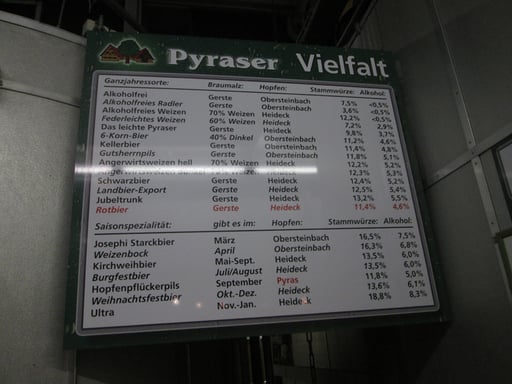 Pyraser Vielfalt
Ganzjahressorte: Braumalz: Hopfen: Stammwürze: Alkohol:
Alkoholfrei Gerste Obersteinbach 7,5% <0,5%
Alkoholfreies Radler Gerste Obersteinbach 3,6% <0,5%
Alkoholfreies Weizen 70% Weizen Heideck 12,2% <0,5%
Federleichtes Weizen 60% Weizen Heideck 7,2% 2,9%
Das leichte Pyraser Gerste Obersteinbach 9,8% 3,7%
6-Korn-Bier 40% Dinkel Obersteinbach 11,2% 4,6%
Kellerbier Gerste Heideck 11,4% 4,8%
Gutsherrnpils Gerste Obersteinbach 11,8% 5,1%
Angerwirtsweizen hell 70% Weizen Heideck 12,2% 5,2%
Angerwirtsweizen dunkel 70% Weizen Heideck 12,3% 5,3%
Schwarzbier Gerste Heideck 12,4% 5,2%
Landbier-Export Gerste Heideck 12,5% 5,4%
Jubeltrunk Gerste Heideck 13,2% 5,5%
Rotbier Gerste Heideck 11,4% 4,6%
Saisonspezialität: gibt es im: Hopfen: Stammwürze: Alkohol:
Josephi Starckbier März Obersteinbach 16,5% 7,5%
Weizenbock April Obersteinbach 16,3% 6,8%
Kirchweihbier Mai-Sept. Heideck 13,5% 6,0%
Burgfestbier Juli/August Heideck 13,5% 6,0%
Hopfenpflückerpils September Pyras 11,8% 5,0%
Weihnachtsfestbier Okt.-Dez. Heideck 13,6% 6,1%
Ultra Nov.-Jan. Heideck 18,8% 8,3%